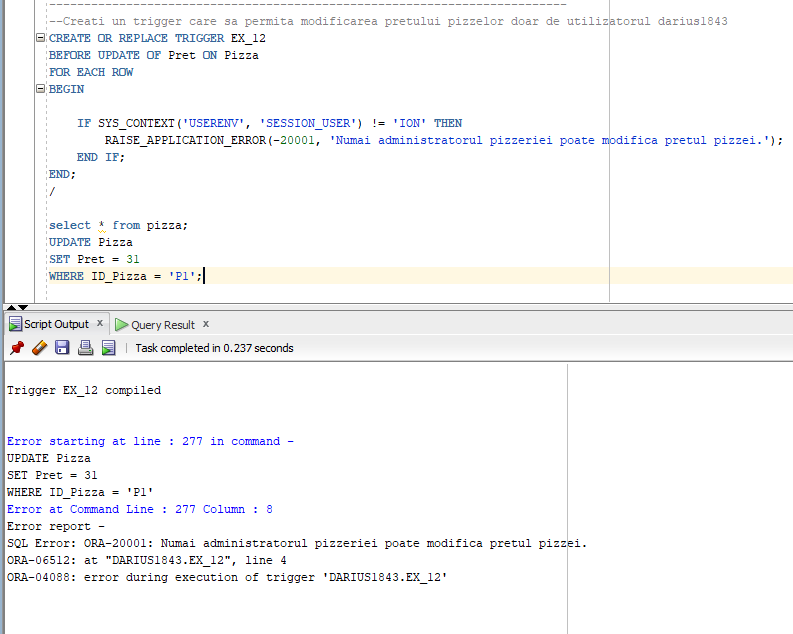 --------------------------------------------------------------------------
--Creati un trigger care sa permita modificarea pretului pizzelor doar de utilizatorul darius1843
CREATE OR REPLACE TRIGGER EX_12
BEFORE UPDATE OF Pret ON Pizza
FOR EACH ROW
BEGIN
IF SYS_CONTEXT('USERENV', 'SESSION_USER') != 'ION' THEN
RAISE_APPLICATION_ERROR(-20001, 'Numai administratorul pizzeriei poate modifica pretul pizzei.');
END IF;
END;
/
select * from pizza;
UPDATE Pizza
SET Pret = 31
WHERE ID_Pizza = 'P1';
Script Output x Query Result x
Task completed in 0.237 seconds
Trigger EX_12 compiled
Error starting at line : 277 in command -
UPDATE Pizza
SET Pret = 31
WHERE ID_Pizza = 'P1'
Error at Command Line : 277 Column : 8
Error report -
SQL Error: ORA-20001: Numai administratorul pizzeriei poate modifica pretul pizzei.
ORA-06512: at "DARIUS1843.EX_12", line 4
ORA-04088: error during execution of trigger 'DARIUS1843.EX_12'